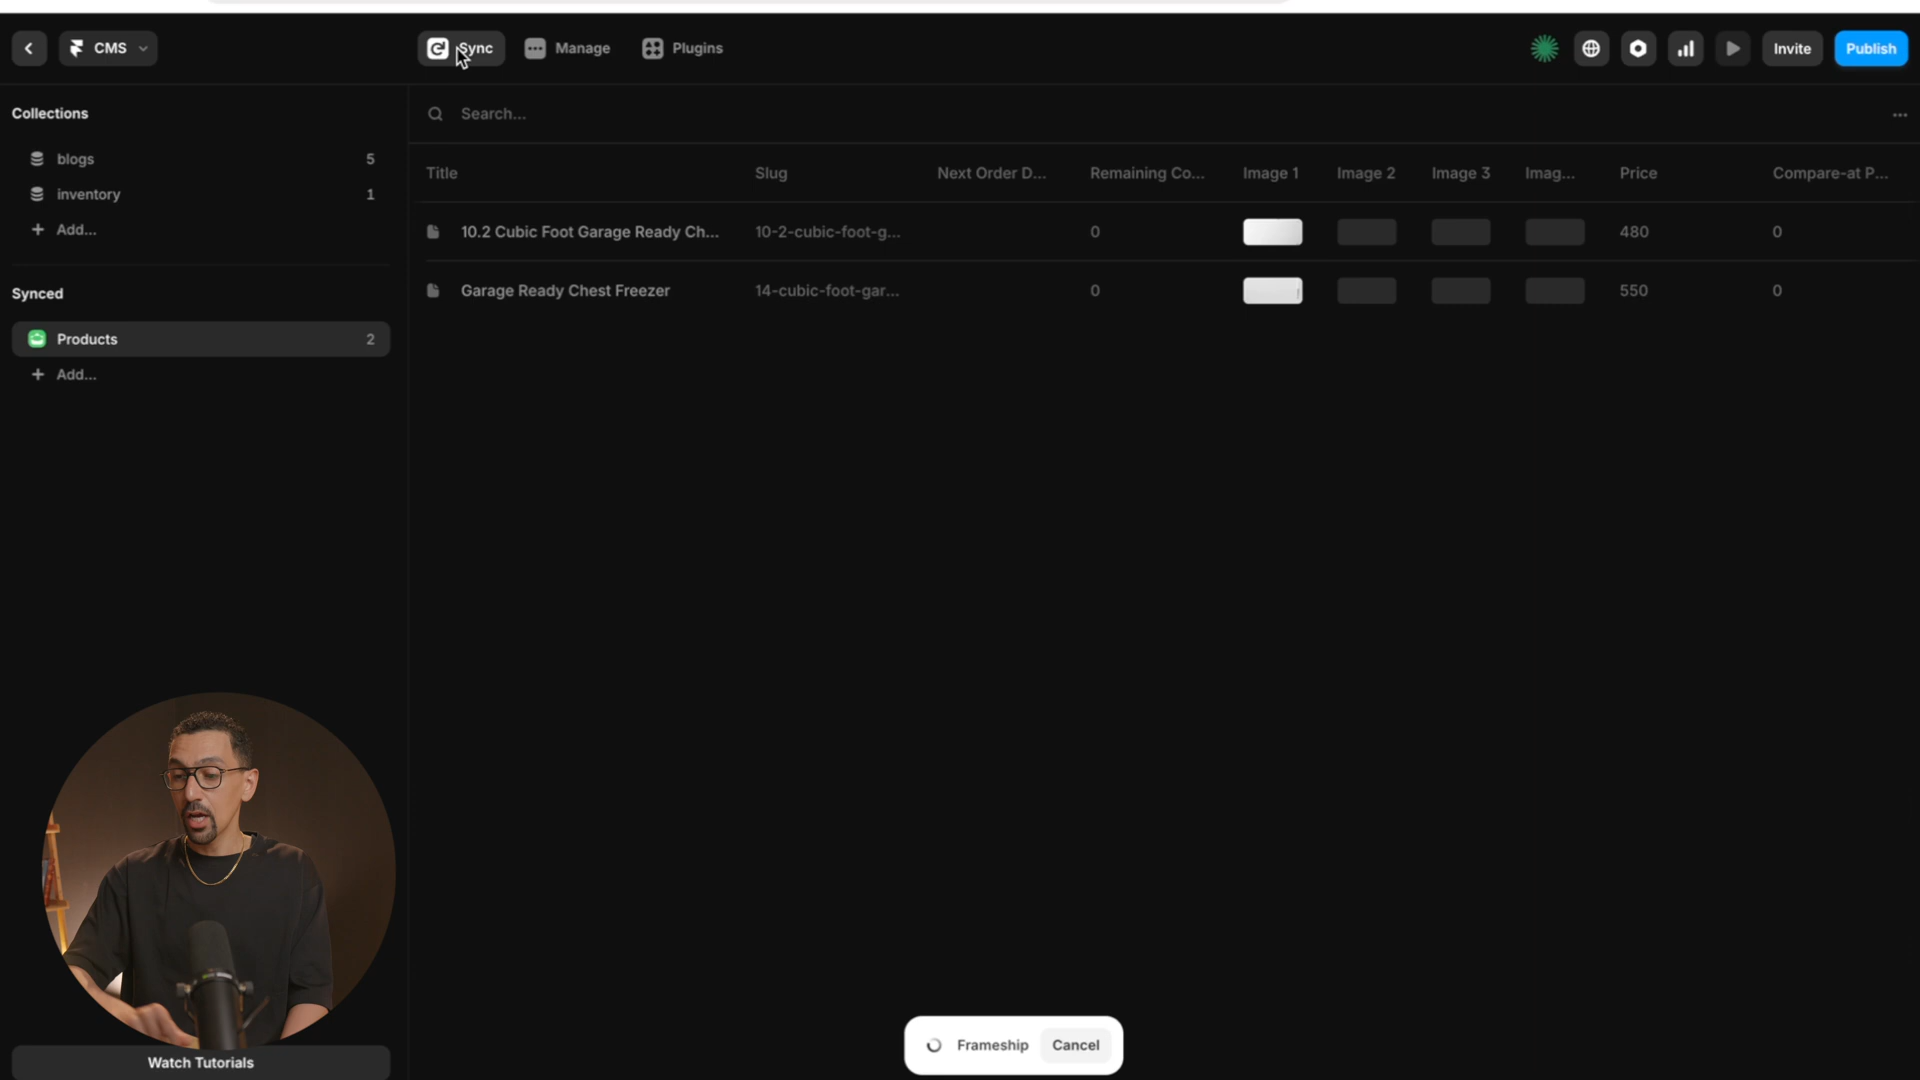 CMS
Sync
Manage
Plugins
Invite
Publish
Collections
Search...
blogs 5
inventory 1
Add...
Synced
Products 2
Add...
Title Slug Next Order D... Remaining Co... Image 1 Image 2 Image 3 Imag... Price Compare-at P...
10.2 Cubic Foot Garage Ready Ch... 10-2-cubic-foot-g... 0 480 0
Garage Ready Chest Freezer 14-cubic-foot-gar... 0 550 0
Watch Tutorials
Frameship Cancel